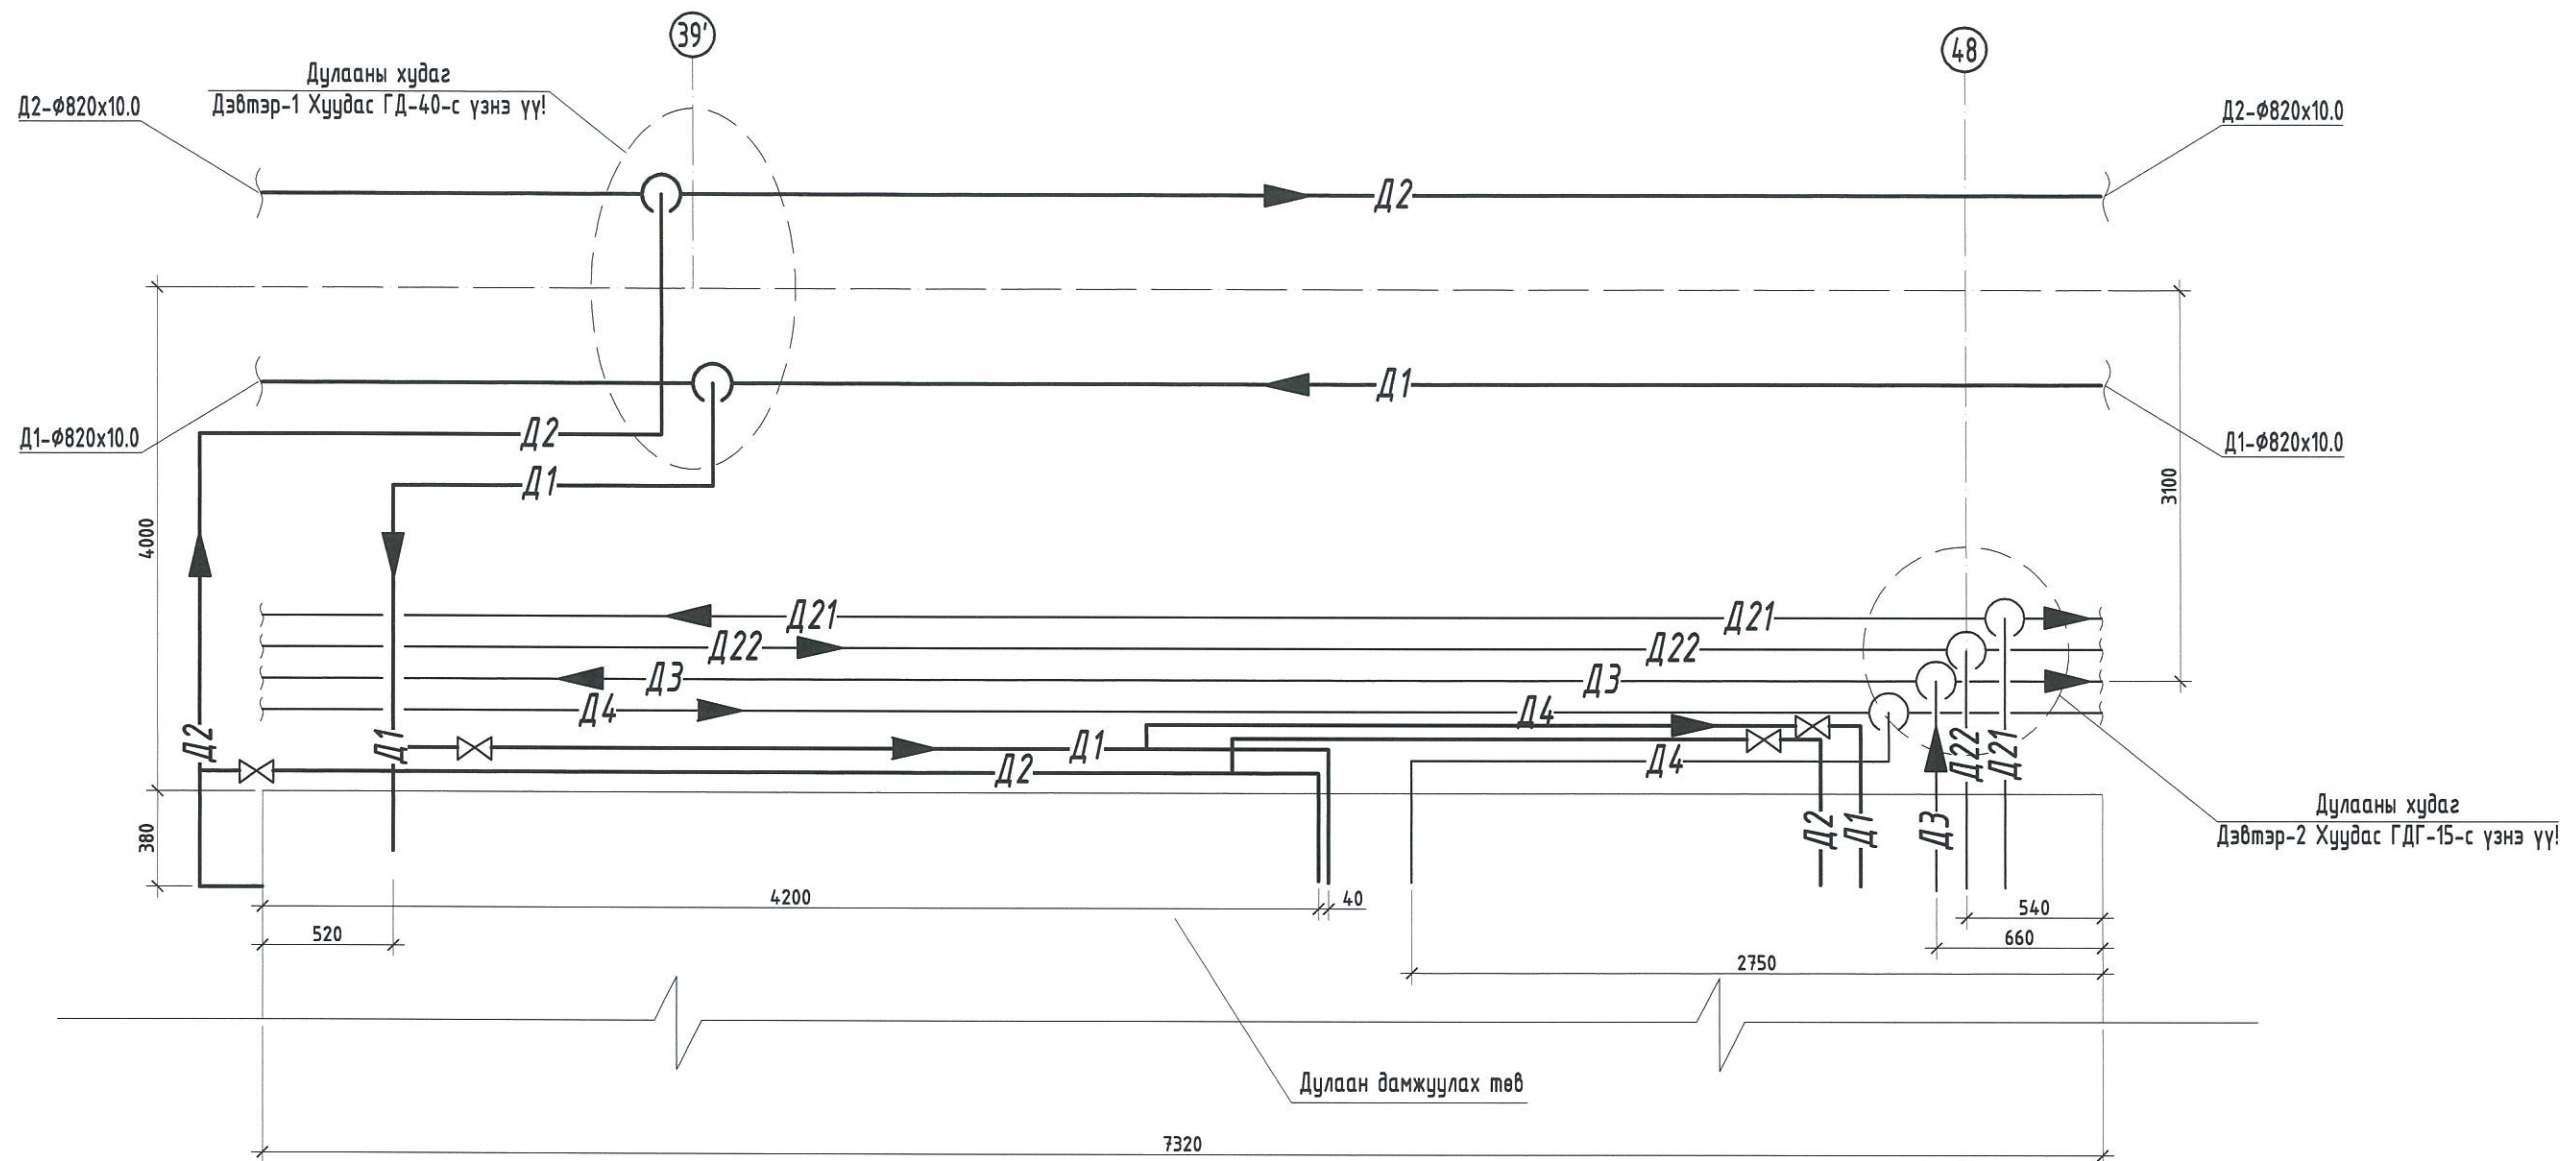 39'
48
Дулааны худаг
Дэвтэр-1 Хуудас ГД-40-с үзнэ үү!
Д2-Ф820х10.0
Д2-Ф820х10.0
Д2
Д1
Д1-Ф820х10.0
Д2
Д1-Ф820х10.0
Д1
3100
4000
Д21
Д21
Д22
Д22
Д3
Д3
Д4
Д4
Д2
Д1
Д1
Д4
Д22
Д21
Д2
380
Д2
Д1
Д3
Дулааны худаг
Дэвтэр-2 Хуудас ГДГ-15-с үзнэ үү!
4200
40
540
520
660
2750
Дулаан дамжуулах төв
7320